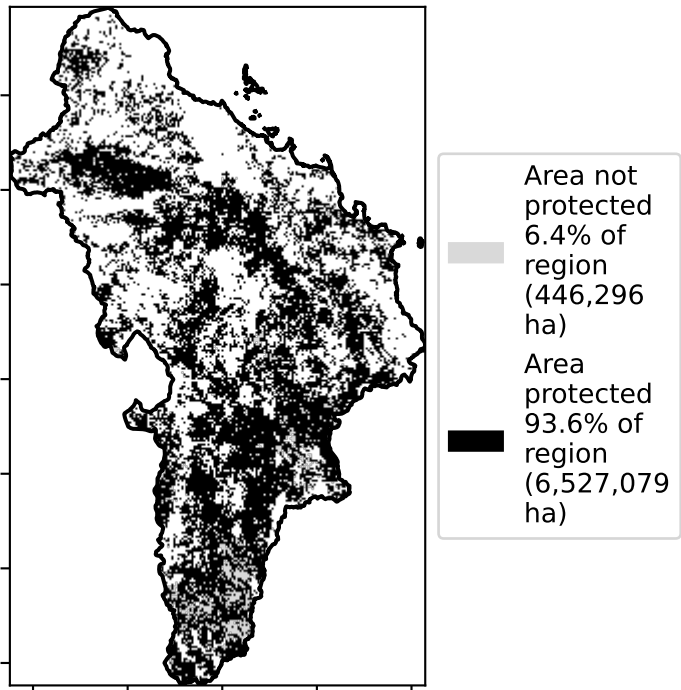 Area not
protected
6.4% of
region
(446,296
ha)
Area
protected
93.6% of
region
(6,527,079
ha)